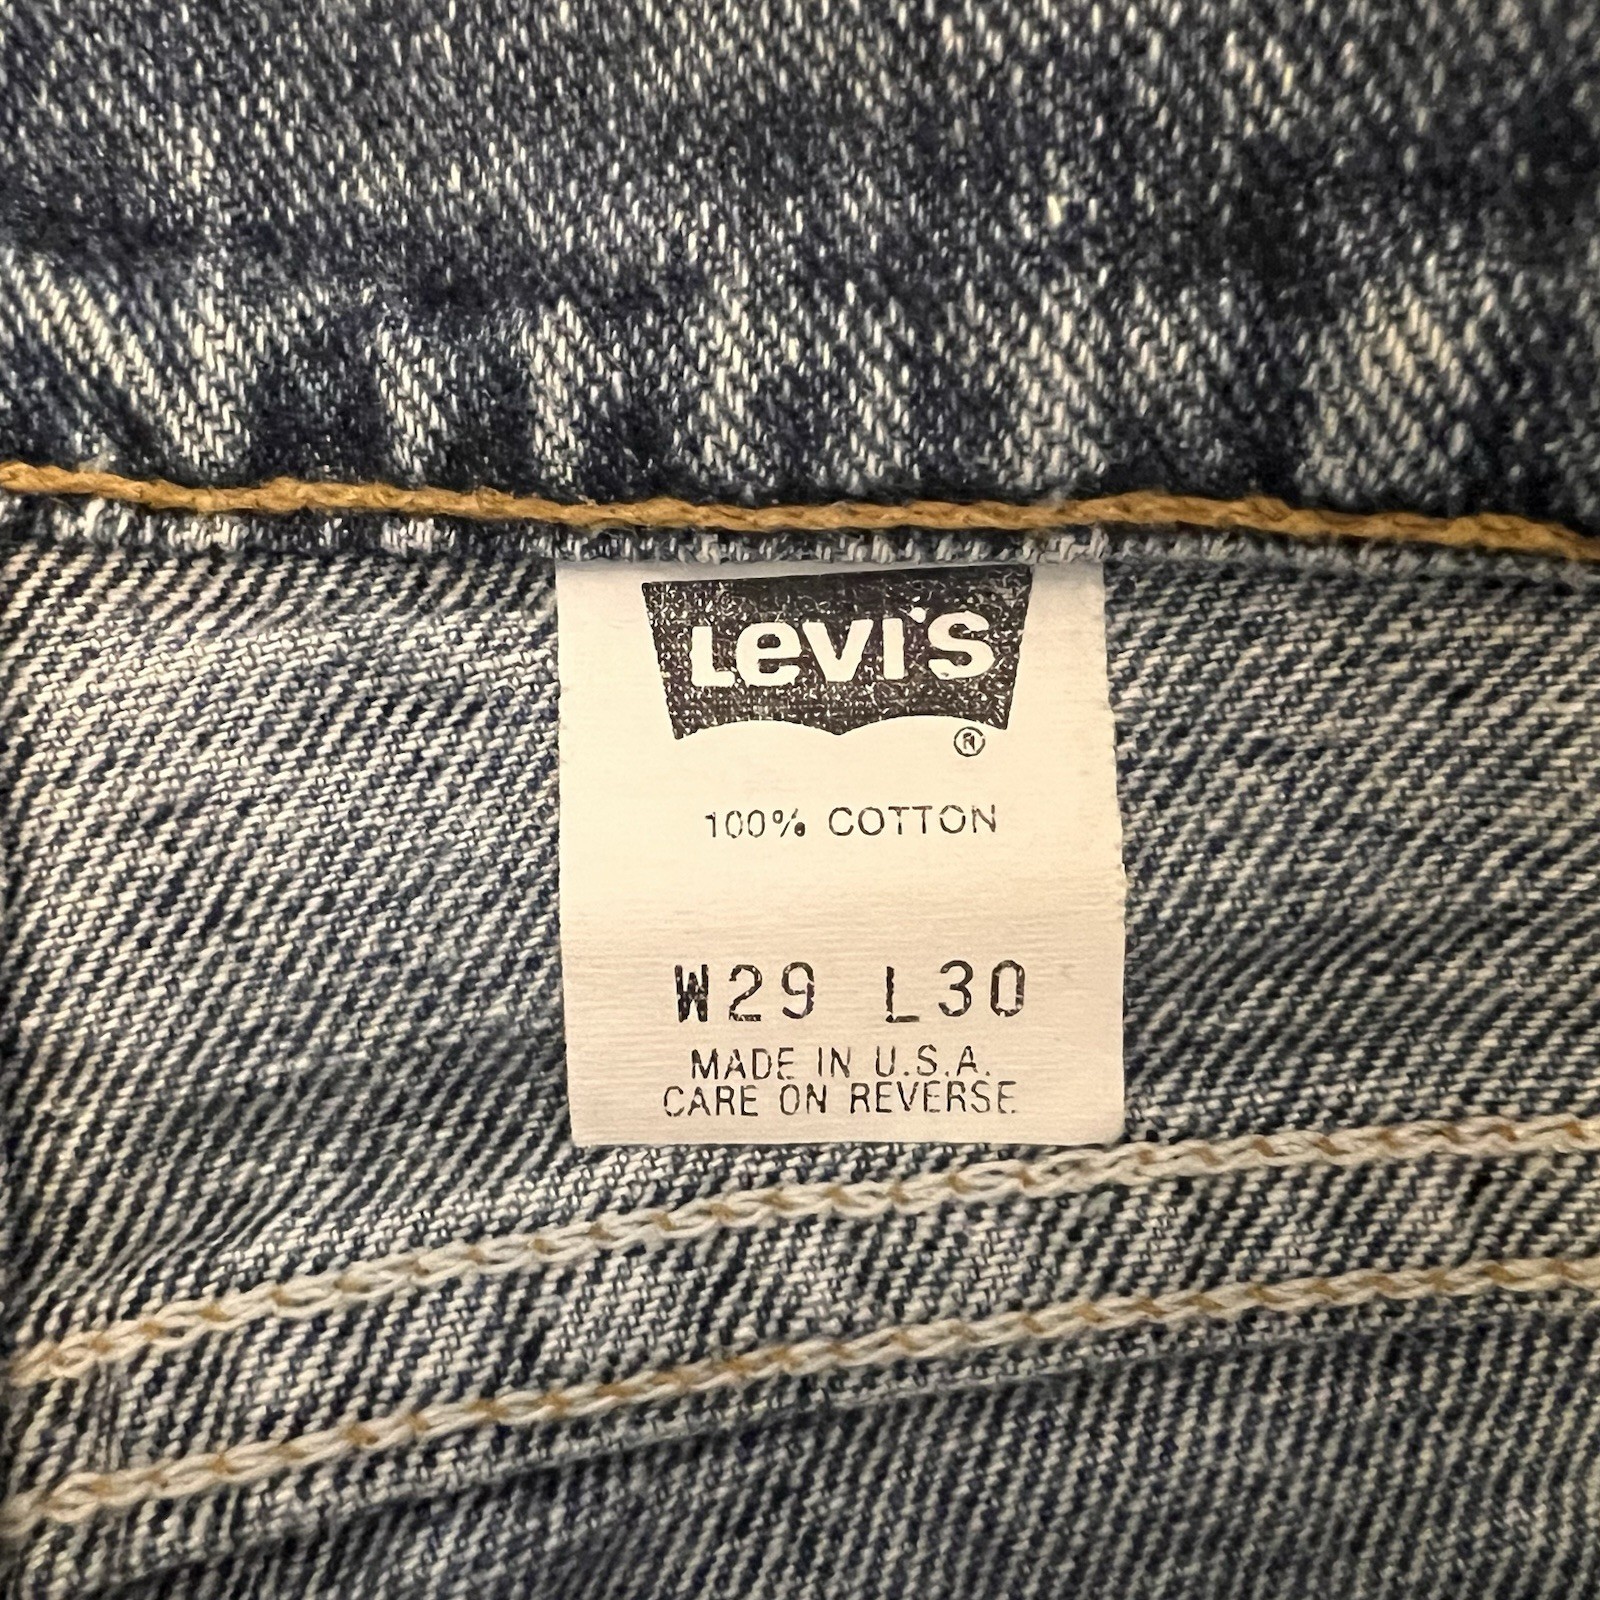 Levi's
®
100% COTTON
W29 L30
MADE IN U.S.A.
CARE ON REVERSE